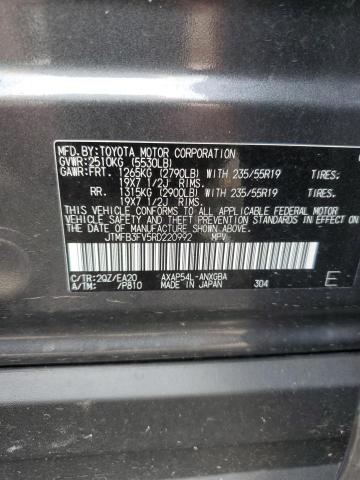 MFD.BY:TOYOTA MOTOR CORPORATION
GVWR:2510KG (5530LB)
GAWR:FRT. 1265KG (2790LB) WITH 235/55R19 TIRES.
19X7 1/2J RIMS.
RR. 1315KG (2900LB) WITH 235/55R19 TIRES.
19X7 1/2J RIMS.
THIS VEHICLE CONFORMS TO ALL APPLICABLE FEDERAL MOTOR
VEHICLE SAFETY STANDARDS IN EFFECT ON THE DATE OF
MANUFACTURE SHOWN ABOVE.
JTMFB3FV5RD220992 MPV
C/TR:2QZ/EA20 AXAP54L-ANXGBA
A/TM: /P810 MADE IN JAPAN 304 E